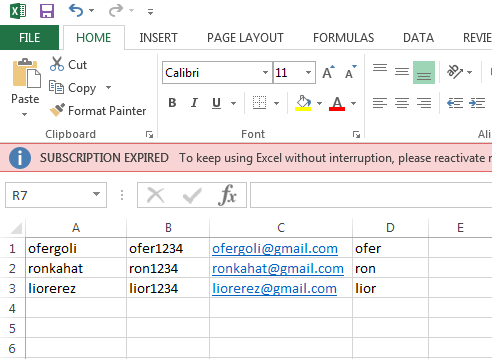 FILE HOME INSERT PAGE LAYOUT FORMULAS DATA REVIE
Cut
Copy
Format Painter
Paste
Clipboard
Calibri 11 A A
B I U A
Font
Ali
SUBSCRIPTION EXPIRED To keep using Excel without interruption, please reactivate
R7 fx
A B C D E
1 ofergoli ofer1234 ofergoli@gmail.com ofer
2 ronkahat ron1234 ronkahat@gmail.com ron
3 liorerez lior1234 liorerez@gmail.com lior
4
5
6